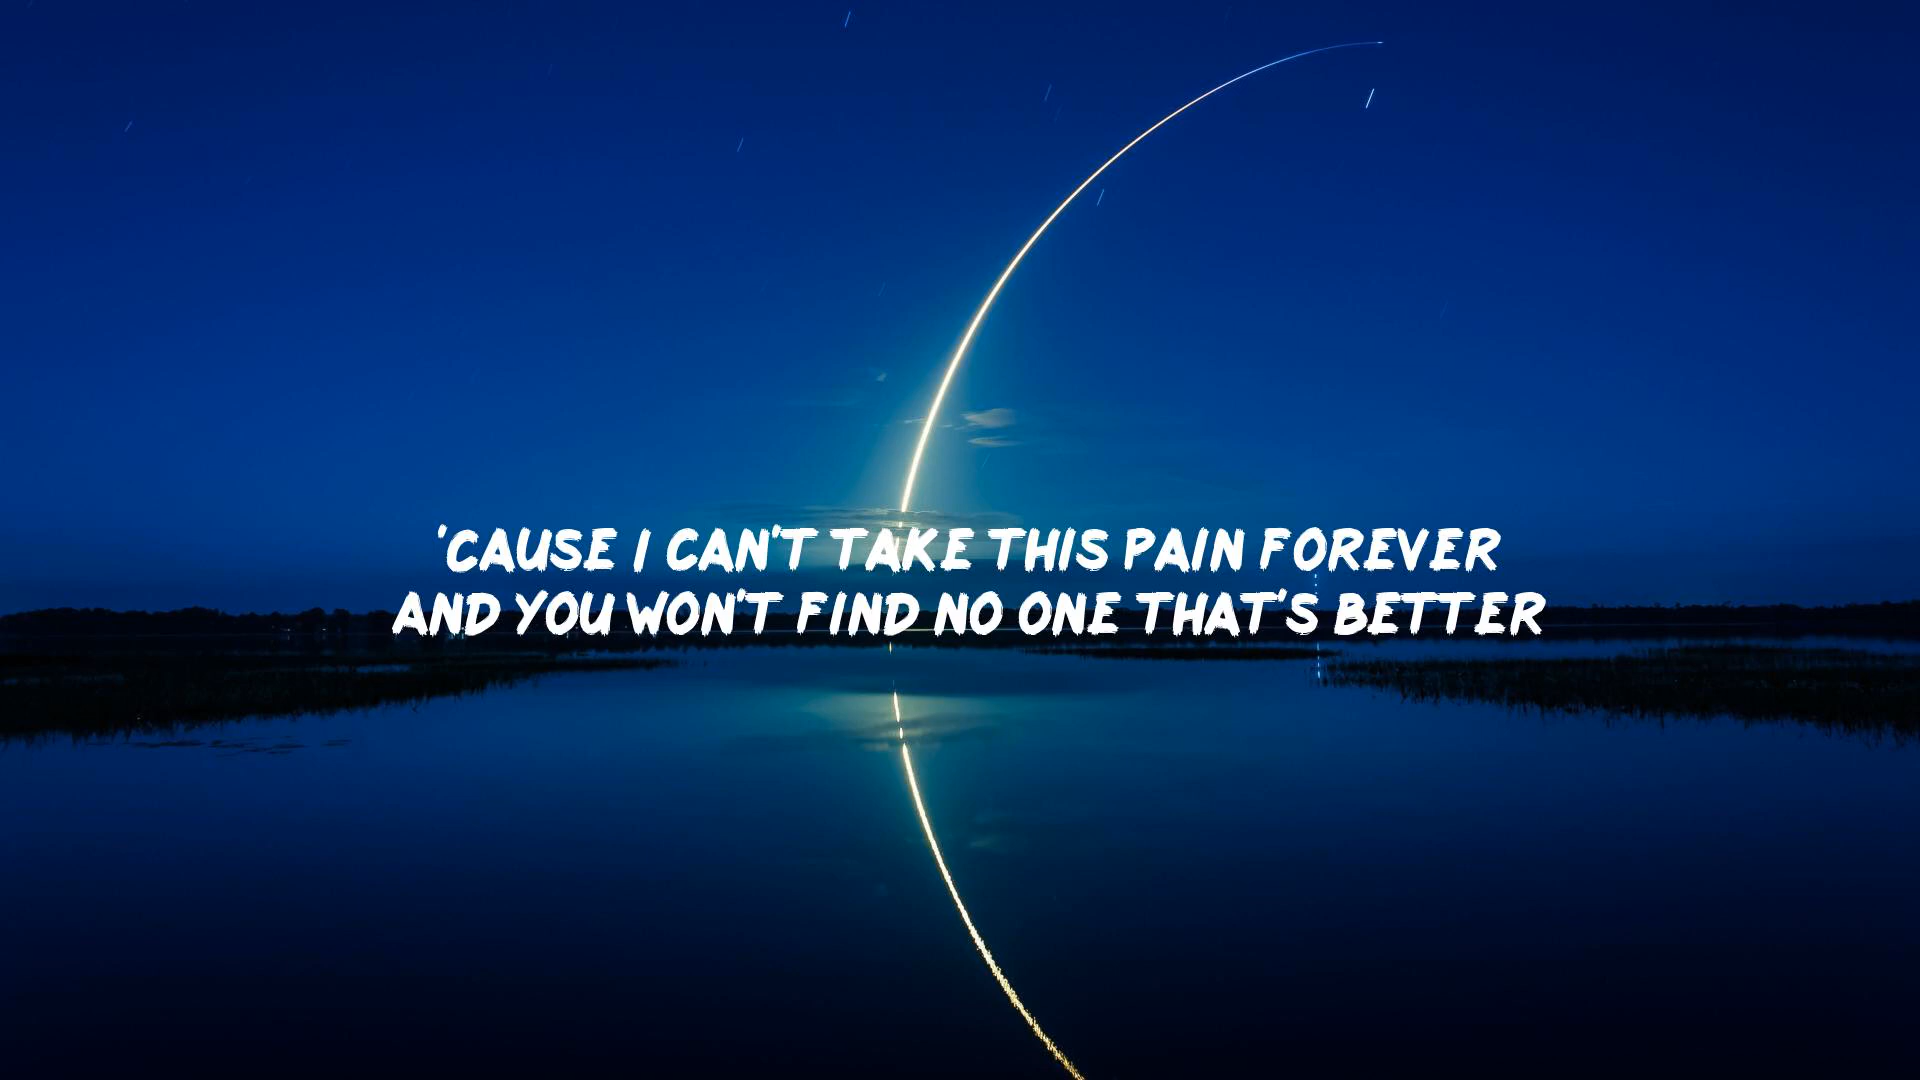 'CAUSE I CAN'T TAKE THIS PAIN FOREVER
AND YOU WON'T FIND NO ONE THAT'S BETTER